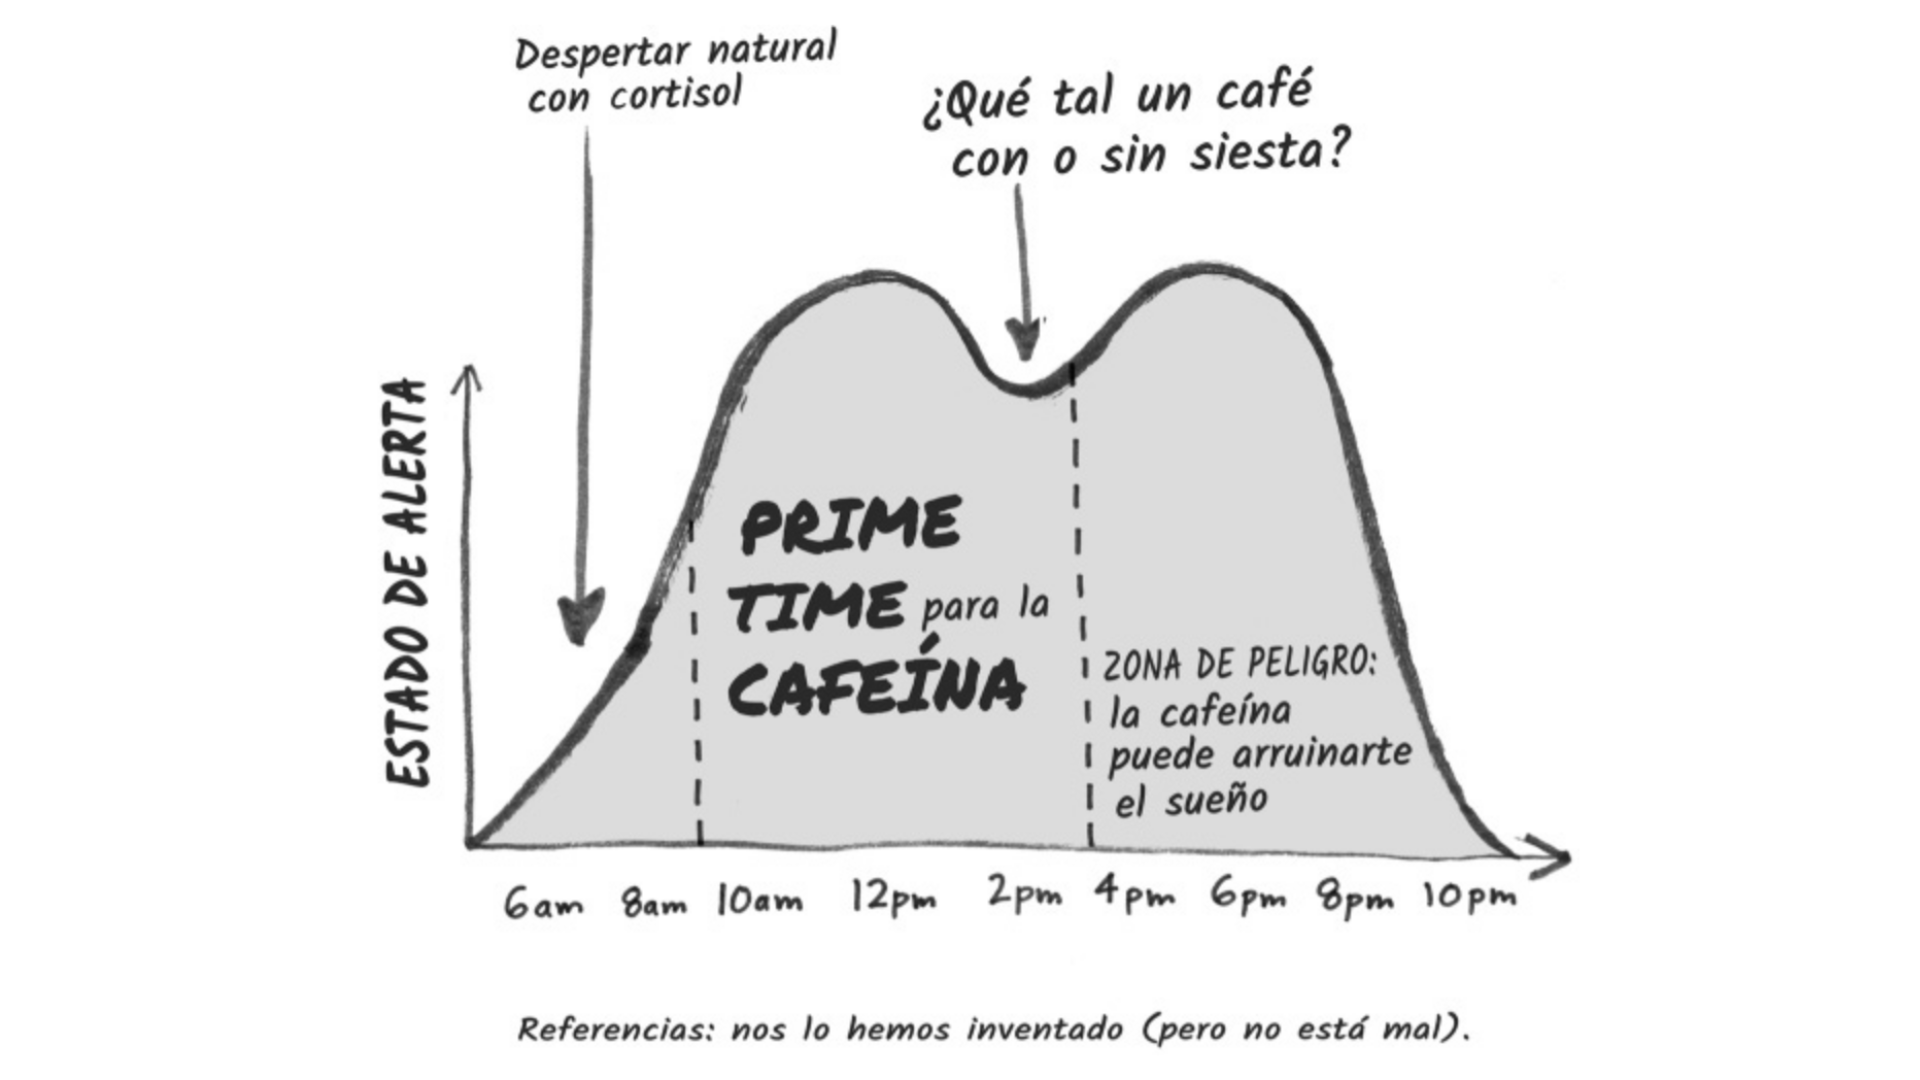 Despertar natural
con cortisol
¿Qué tal un café
con o sin siesta?
ESTADO DE ALERTA
PRIME
TIME para la
CAFEÍNA
ZONA DE PELIGRO:
la cafeína
puede arruinarte
el sueño
6am 8am 10am 12pm 2pm 4pm 6pm 8pm 10pm
Referencias: nos lo hemos inventado (pero no está mal).